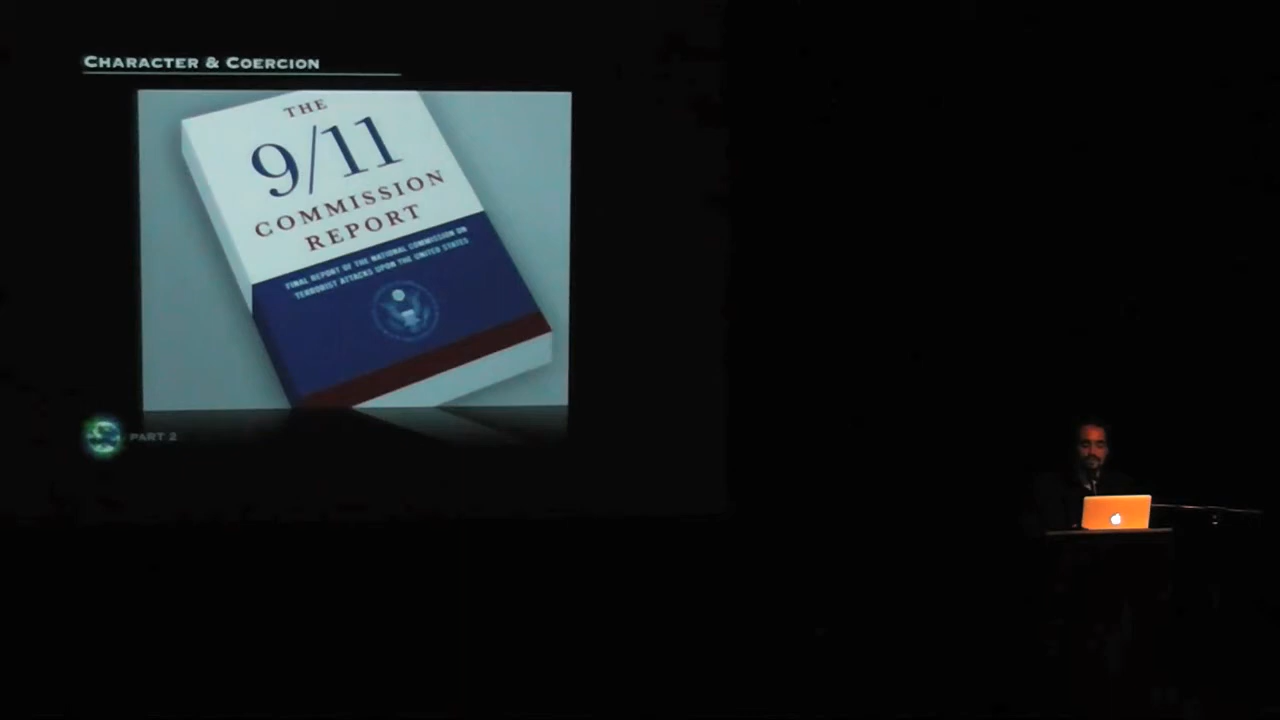 CHARACTER & COERCION
THE
9/11
COMMISSION
REPORT
FINAL REPORT OF THE NATIONAL COMMISSION ON
TERRORIST ATTACKS UPON THE UNITED STATES
PART 2